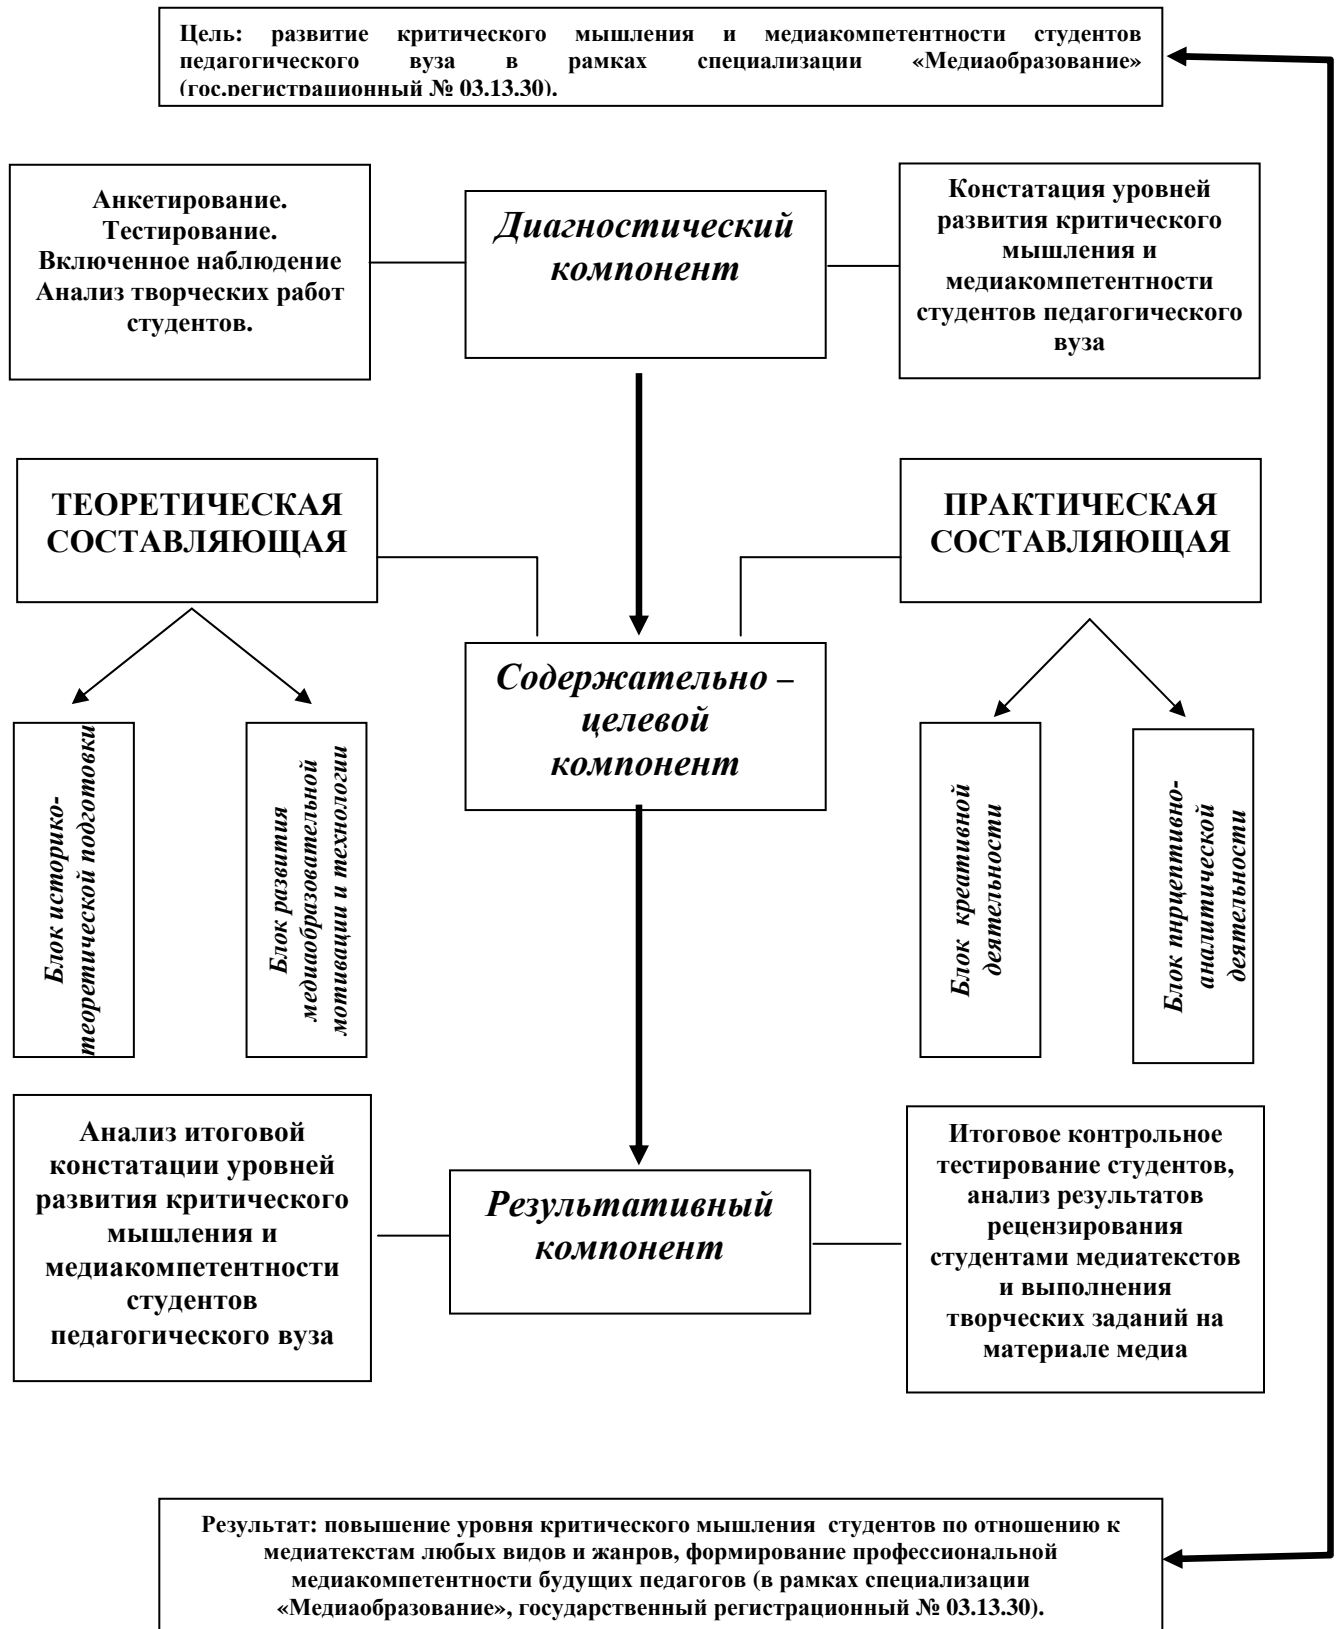 Цель: развитие критического мышления и медиакомпетентности студентов
педагогического вуза в рамках специализации «Медиаобразование»
(гос.регистрационный № 03.13.30).
Анкетирование.
Тестирование.
Включенное наблюдение
Анализ творческих работ
студентов.
Диагностический
компонент
Констатация уровней
развития критического
мышления и
медиакомпетентности
студентов педагогического
вуза
ТЕОРЕТИЧЕСКАЯ
СОСТАВЛЯЮЩАЯ
ПРАКТИЧЕСКАЯ
СОСТАВЛЯЮЩАЯ
Содержательно –
целевой
компонент
Блок историко-
теоретической подготовки
Блок развития
медиаобразовательной
мотивации и технологии
Блок креативной
деятельности
Блок пнрцептивно-
аналитической
деятельности
Анализ итоговой
констатации уровней
развития критического
мышления и
медиакомпетентности
студентов
педагогического вуза
Результативный
компонент
Итоговое контрольное
тестирование студентов,
анализ результатов
рецензирования
студентами медиатекстов
и выполнения
творческих заданий на
материале медиа
Результат: повышение уровня критического мышления студентов по отношению к
медиатекстам любых видов и жанров, формирование профессиональной
медиакомпетентности будущих педагогов (в рамках специализации
«Медиаобразование», государственный регистрационный № 03.13.30).